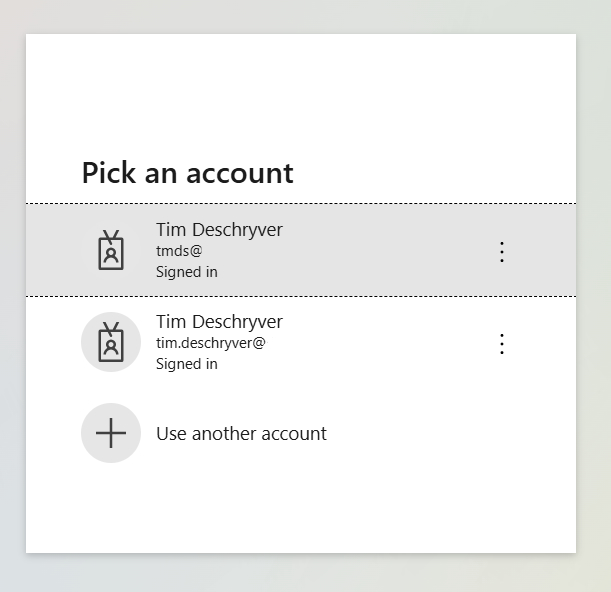 Pick an account
Tim Deschryver
tmds@
Signed in
Tim Deschryver
tim.deschryver@
Signed in
Use another account